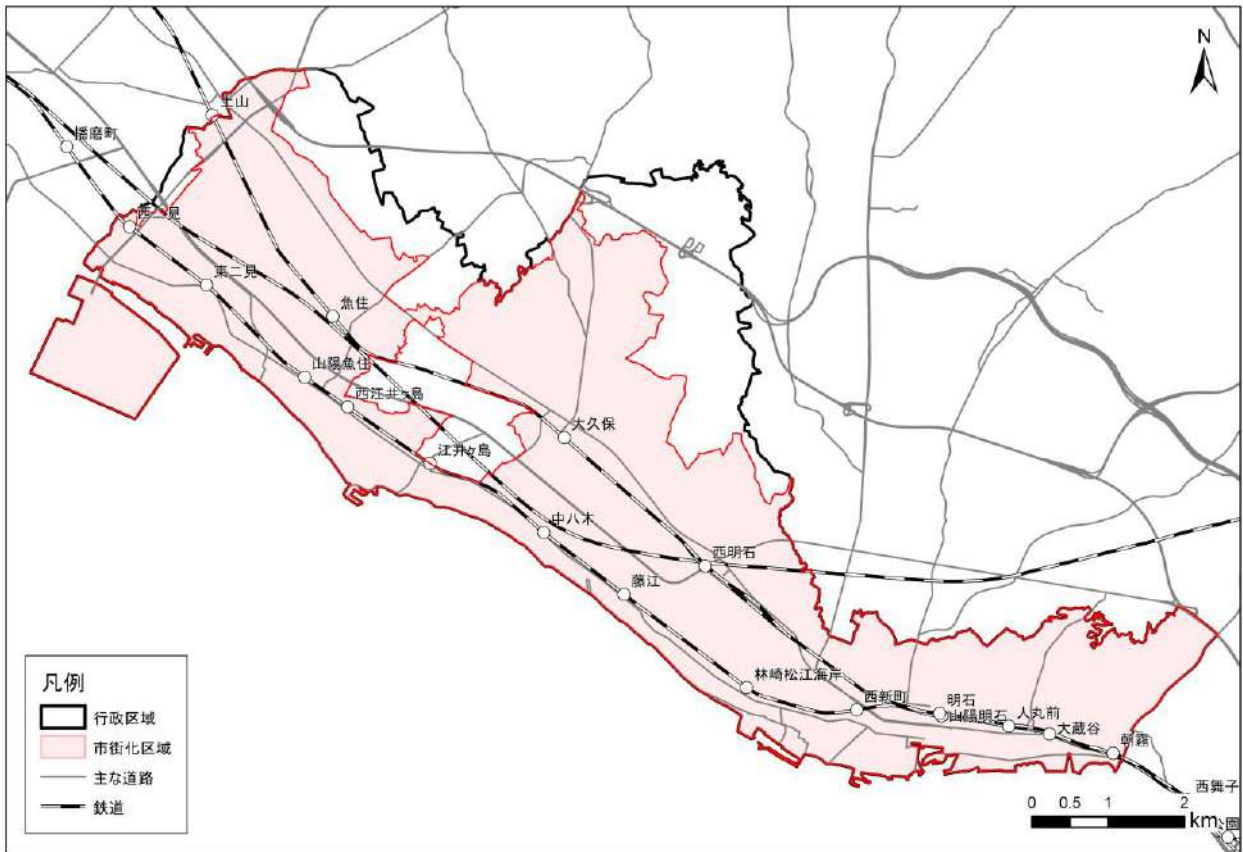 N
土山
播磨町
西二見
東二見
魚住
山陽魚住
西江井ヶ島
大久保
江井ヶ島
中八木
西明石
藤江
林崎松江海岸
西新町
明石
山陽明石
人丸前
大蔵谷
朝霧
西舞子
公園
凡例
行政区域
市街化区域
主な道路
鉄道
0 0.5 1 2
km